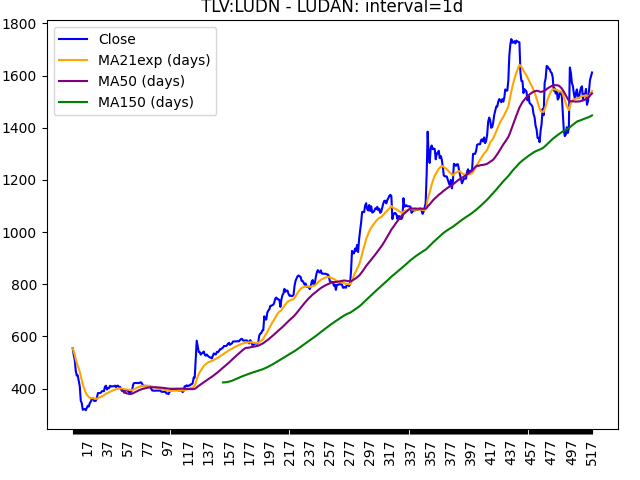 TLV:LUDN - LUDAN: interval=1d
Close
MA21exp (days)
MA50 (days)
MA150 (days)
1800
1600
1400
1200
1000
800
600
400
17 37 57 77 97 117 137 157 177 197 217 237 257 277 297 317 337 357 377 397 417 437 457 477 497 517